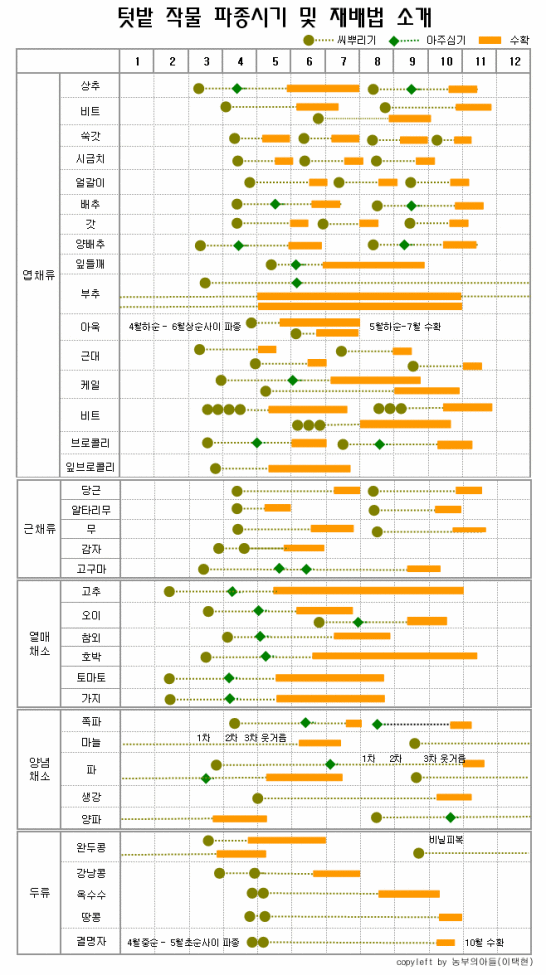 텃밭 작물 파종시기 및 재배법 소개
씨뿌리기 아주심기 수확
1 2 3 4 5 6 7 8 9 10 11 12
상추
비트
쑥갓
시금치
얼갈이
배추
갓
양배추
잎들깨
엽채류
부추
아욱 4월하순 - 6월상순사이 파종 5월하순-7월 수확
근대
케일
비트
브로콜리
잎브로콜리
당근
알타리무
근채류 무
감자
고구마
고추
오이
열매
채소
참외
호박
토마토
가지
쪽파
마늘 1차 2차 3차 웃거름
양념
채소
파 1차 2차 3차 웃거름
생강
양파
완두콩 비닐피복
강낭콩
두류 옥수수
땅콩
결명자 4월중순 - 5월초순사이 파종 10월 수확
copyleft by 농부의아들(이택현)